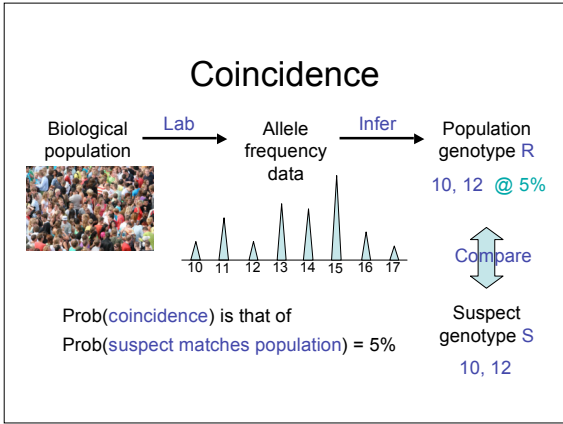 Coincidence
Lab
Infer
Biological
population
Allele
frequency
data
Population
genotype R
10, 12 @ 5%
10 11 12 13 14 15 16 17
Compare
Prob(coincidence) is that of
Prob(suspect matches population) = 5%
Suspect
genotype S
10, 12